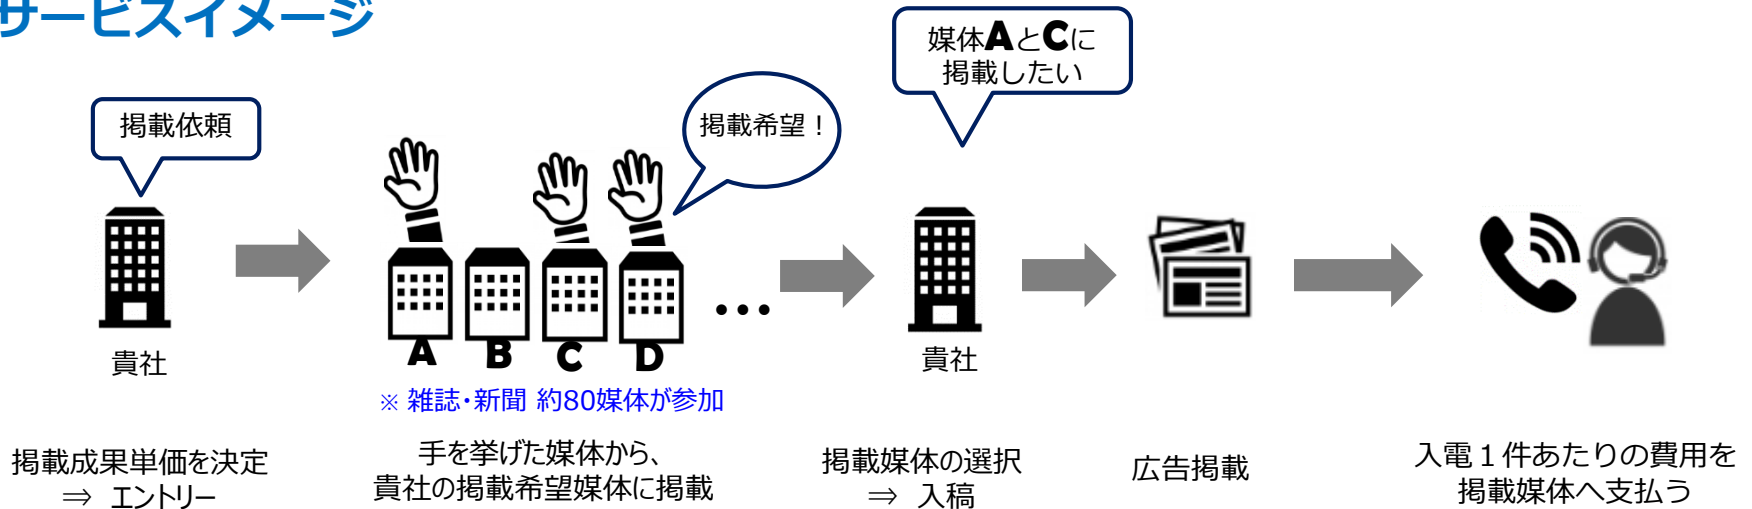 サービスイメージ
掲載依頼
貴社
掲載成果単価を決定
⇒ エントリー
掲載希望！
A B C D …
※ 雑誌・新聞 約80媒体が参加
手を挙げた媒体から、
貴社の掲載希望媒体に掲載
媒体AとCに
掲載したい
貴社
掲載媒体の選択
⇒ 入稿
広告掲載
入電１件あたりの費用を
掲載媒体へ支払う